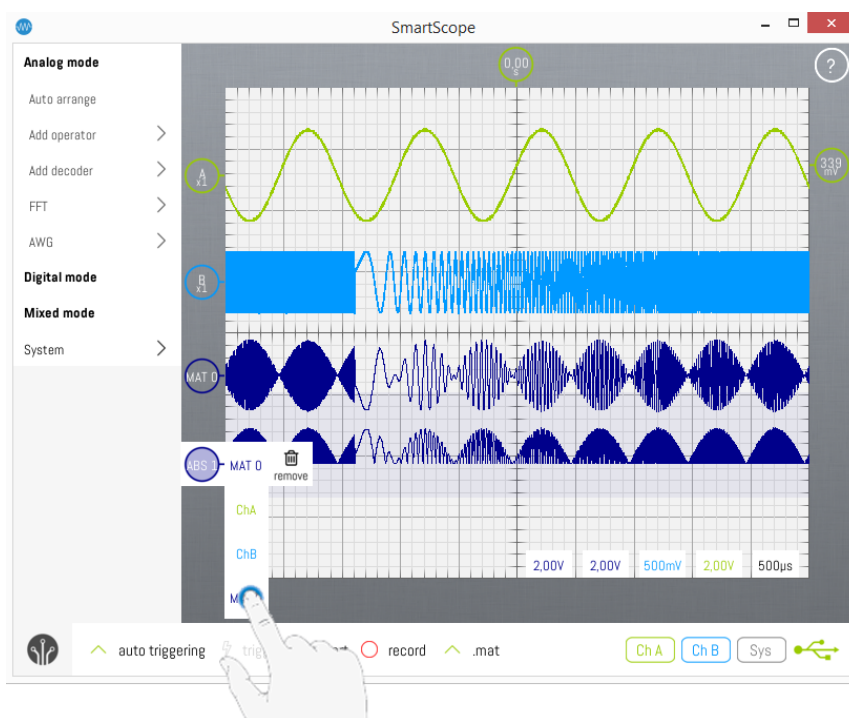 SmartScope
Analog mode
Auto arrange
Add operator
Add decoder
FFT
AWG
Digital mode
Mixed mode
System
0,00
s
?
A
x1
339
mV
B
x1
MAT 0
ABS 1
MAT 0
remove
ChA
ChB
2,00V 2,00V 500mV 2,00V 500µs
auto triggering
record
.mat
Ch A
Ch B
Sys